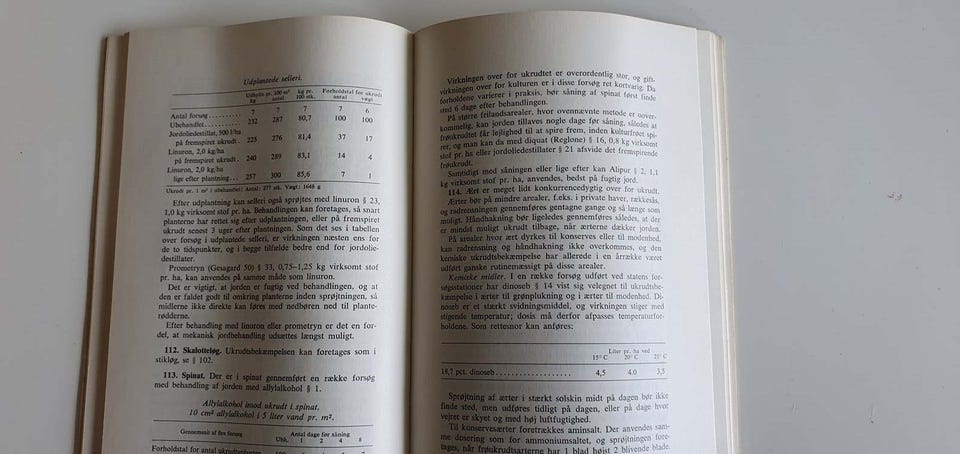 Udplantede selleri.
Udbytte pr. 100 m² kg pr. Forholdstal for ukrudt
kg antal 100 stk. antal vægt
Antal forsøg......... 7 7 7 7 6
Ubehandlet......... 232 287 80,7 100 100
Jordoliedestillat, 500 l/ha
på fremspiret ukrudt. 225 276 81,4 37 17
Linuron, 2,0 kg/ha
på fremspiret ukrudt. 240 289 83,1 14 4
Linuron, 2,0 kg/ha
lige efter plantning... 257 300 85,6 7 1
Ukrudt pr. 1 m² i ubehandlet: Antal: 277 stk. Vægt: 1648 g
Efter udplantning kan selleri også sprøjtes med linuron § 23,
1,0 kg virksomt stof pr. ha. Behandlingen kan foretages, så snart
planterne har rettet sig efter udplantningen, eller på fremspiret
ukrudt senest 3 uger efter plantningen. Som det ses i tabellen
over forsøg i udplantede selleri, er virkningen næsten ens for
de to tidspunkter, og i begge tilfælde bedre end for jordolie-
destillater.
Prometryn (Gesagard 50) § 33, 0,75–1,25 kg virksomt stof
pr. ha, kan anvendes på samme måde som linuron.
Det er vigtigt, at jorden er fugtig ved behandlingen, og at
den er faldet godt til omkring planterne inden sprøjtningen, så
midlerne ikke direkte kan føres med nedbøren ned til plante-
rødderne.
Efter behandling med linuron eller prometryn er det en for-
del, at mekanisk jordbehandling udsættes længst muligt.
112. Skalotteløg. Ukrudtsbekæmpelsen kan foretages som i
stikløg, se § 102.
113. Spinat. Der er i spinat gennemført en række forsøg
med behandling af jorden med allylalkohol § 1.
Allylalkohol imod ukrudt i spinat.
10 cm² allylalkohol i 5 liter vand pr. m².
Gennemsnit af fire forsøg Antal dage før såning
Ubh. 1 2 4 8
Forholdstal for antal ukrudtsplanter
Virkningen over for ukrudtet er overordentlig stor, og gift-
virkningen over for kulturen er i disse forsøg ret kortvarig. Da
forholdene varierer i praksis, bør såning af spinat først finde
sted 6 dage efter behandlingen.
På større frilandsarealer, hvor ovennævnte metode er uover-
kommelig, kan jorden tillaves nogle dage før såning, således at
frøukrudtet får lejlighed til at spire frem, inden kulturfrøet spi-
rer, og man kan da med diquat (Reglone) § 16, 0,8 kg virksomt
stof pr. hs eller jordoliedestillater § 21 afsvide det fremspirende
frøukrudt.
Samtidigt med såningen eller lige efter kan Alipur § 2, 1,1
kg virksomt stof pr. ha, anvendes, bedst på fugtig jord.
114. Ært er meget lidt konkurrencedygtig over for ukrudt.
Ærter bør på mindre arealer, f.eks. i private haver, rækkesås,
og radrensningen gennemføres gentagne gange og så længe som
muligt. Håndhakning bør ligeledes gennemføres således, at der
er mindst muligt ukrudt tilbage, når ærterne dækker jorden.
På arealer hvor ært dyrkes til konserves eller til modenhed,
kan radrensning og håndhakning ikke overkommes, og den
kemiske ukrudtsbekæmpelse har allerede i en årrække været
udført ganske rutinemæssigt på disse arealer.
Kemiske midler. I en række forsøg udført ved statens for-
søgsstationer har dinoseb § 14 vist sig velegnet til ukrudtsbe-
kæmpelse i ærter til grønplukning og i ærter til modenhed. Di-
noseb er et stærkt svidningsmiddel, og virkningen stiger med
stigende temperatur; dosis må derfor afpasses temperaturfor-
holdene. Som rettesnor kan anføres:
Liter pr. ha ved
15° C 20° C 25° C
18,7 pct. dinoseb................... 4,5 4.0 3,5
Sprøjtning af ærter i stærkt solskin midt på dagen bør ikke
finde sted, men udføres tidligt på dagen, eller på dage hvor
vejret er skyet og med høj luftfugtighed.
Til konservesærter foretrækkes aminsalt. Der anvendes sam-
me dosering som for ammoniumsaltet, og sprøjtningen fore-
tages, når frøukrudtsarterne har 1 blad højst 2 blivende blade.